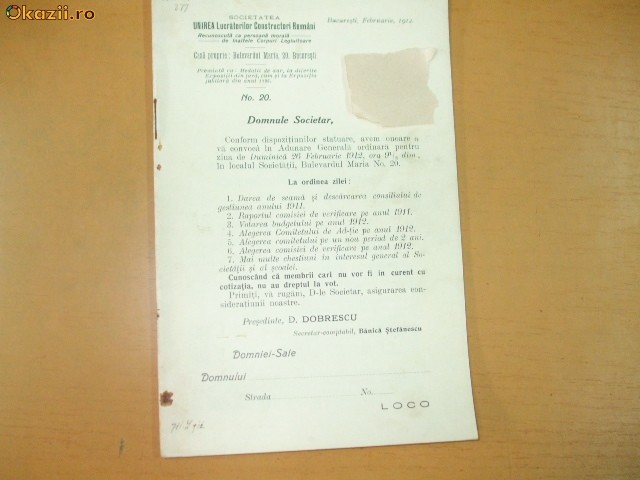 Okazii.ro
SOCIETATEA
UNIREA Lucrătorilor Constructori Români
Recunoscută ca persoană morală
de înaltele Corpuri Legiuitoare
Casă proprie: Bulevardul Maria, 20. București
București, Februarie, 1912
No. 20.
Domnule Societar,
Conform dispozițiunilor statuare, avem onoare a
vă convocă în Adunare Generală ordinară pentru
ziua de Duminică 26 Februarie 1912, ora 9½ dim.,
în localul Societății, Bulevardul Maria No. 20.
La ordinea zilei:
1. Darea de seamă și descărcarea consiliului de
gestiunea anului 1911.
2. Raportul comisiei de verificare pe anul 1911.
3. Votarea budgetului pe anul 1912.
4. Alegerea Comitetului de Ad-ție pe anul 1912.
5. Alegerea comitetului pe un nou period de 2 ani.
6. Alegerea comisiei de verificare pe anul 1912.
7. Mai multe chestiuni în interesul general al So-
cietății și al școalei.
Cunoscând că membrii cari nu vor fi în curent cu
cotizația, nu au dreptul la vot.
Primiți, vă rugăm, D-le Societar, asigurarea con-
siderațiunii noastre.
Președinte, D. DOBRESCU
Secretar-comptabil, Bănică Ștefănescu
Domniei-Sale
Domnului
Strada No.
LOCO